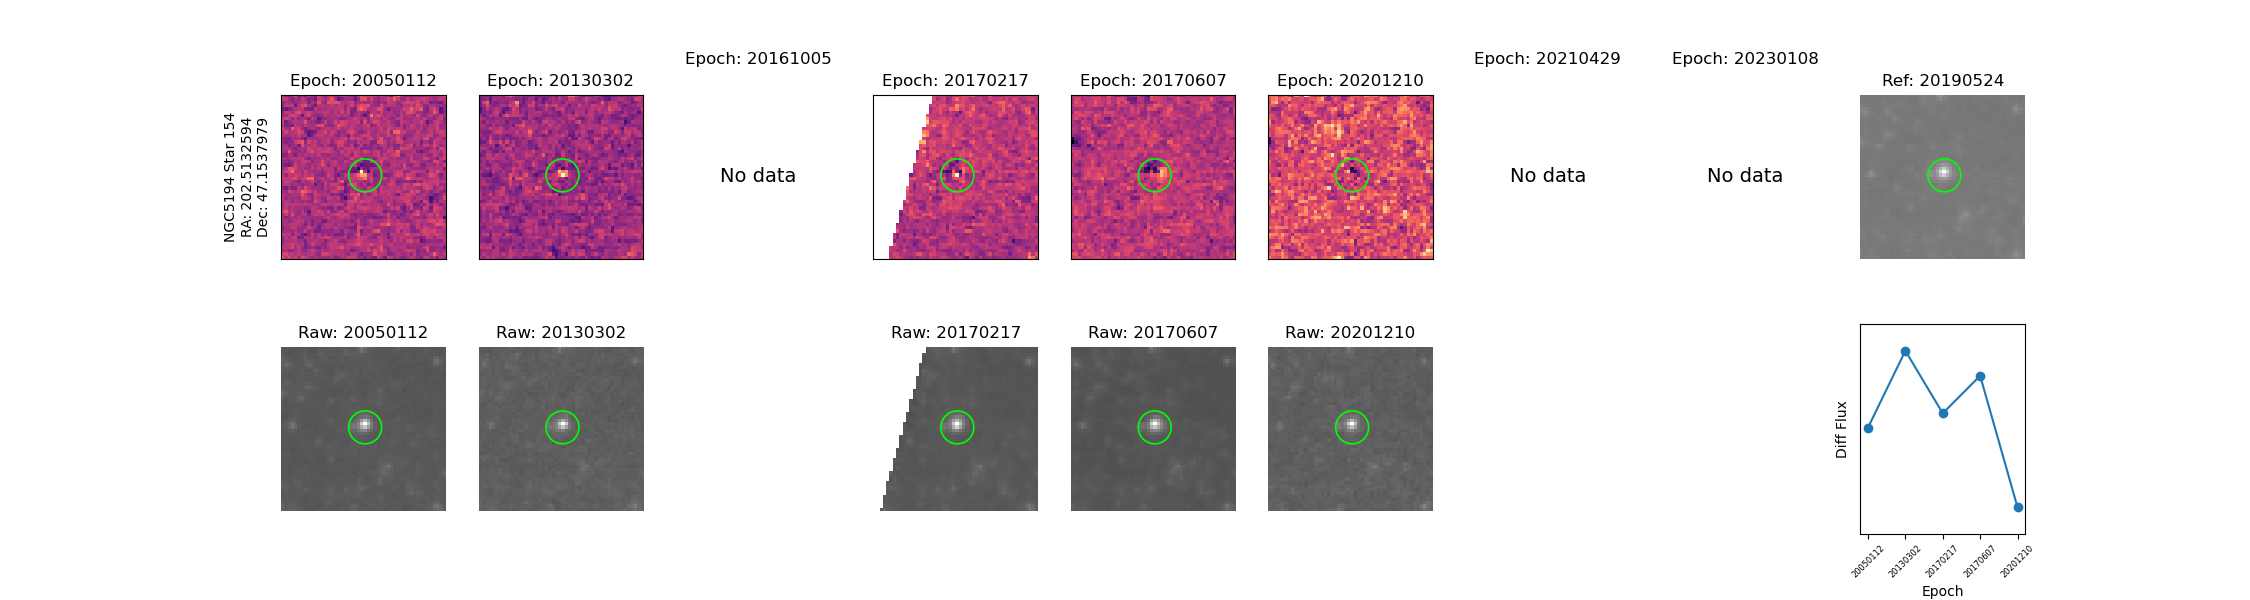 NGC5194 Star 154
RA: 202.5132594
Dec: 47.1537979
Epoch: 20050112
Epoch: 20130302
Epoch: 20161005
No data
Epoch: 20170217
Epoch: 20170607
Epoch: 20201210
Epoch: 20210429
No data
Epoch: 20230108
No data
Ref: 20190524
Raw: 20050112
Raw: 20130302
Raw: 20170217
Raw: 20170607
Raw: 20201210
Diff Flux
20050112
20130302
20170217
20170607
20201210
Epoch